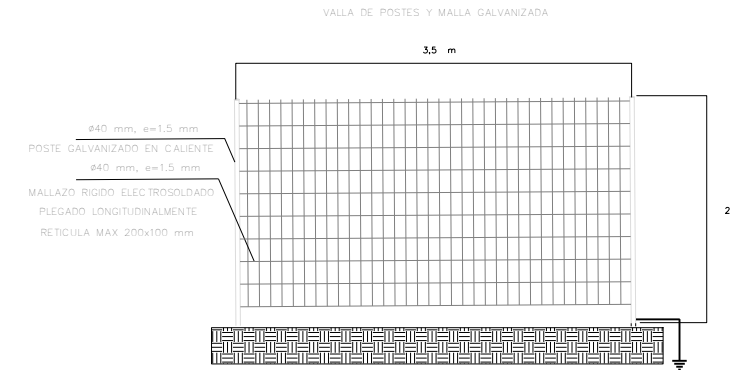 VALLA DE POSTES Y MALLA GALVANIZADA
3,5 m
ø40 mm, e=1.5 mm
POSTE GALVANIZADO EN CALIENTE
ø40 mm, e=1.5 mm
MALLAZO RIGIDO ELECTROSOLDADO
PLEGADO LONGITUDINALMENTE
RETICULA MAX 200x100 mm
2